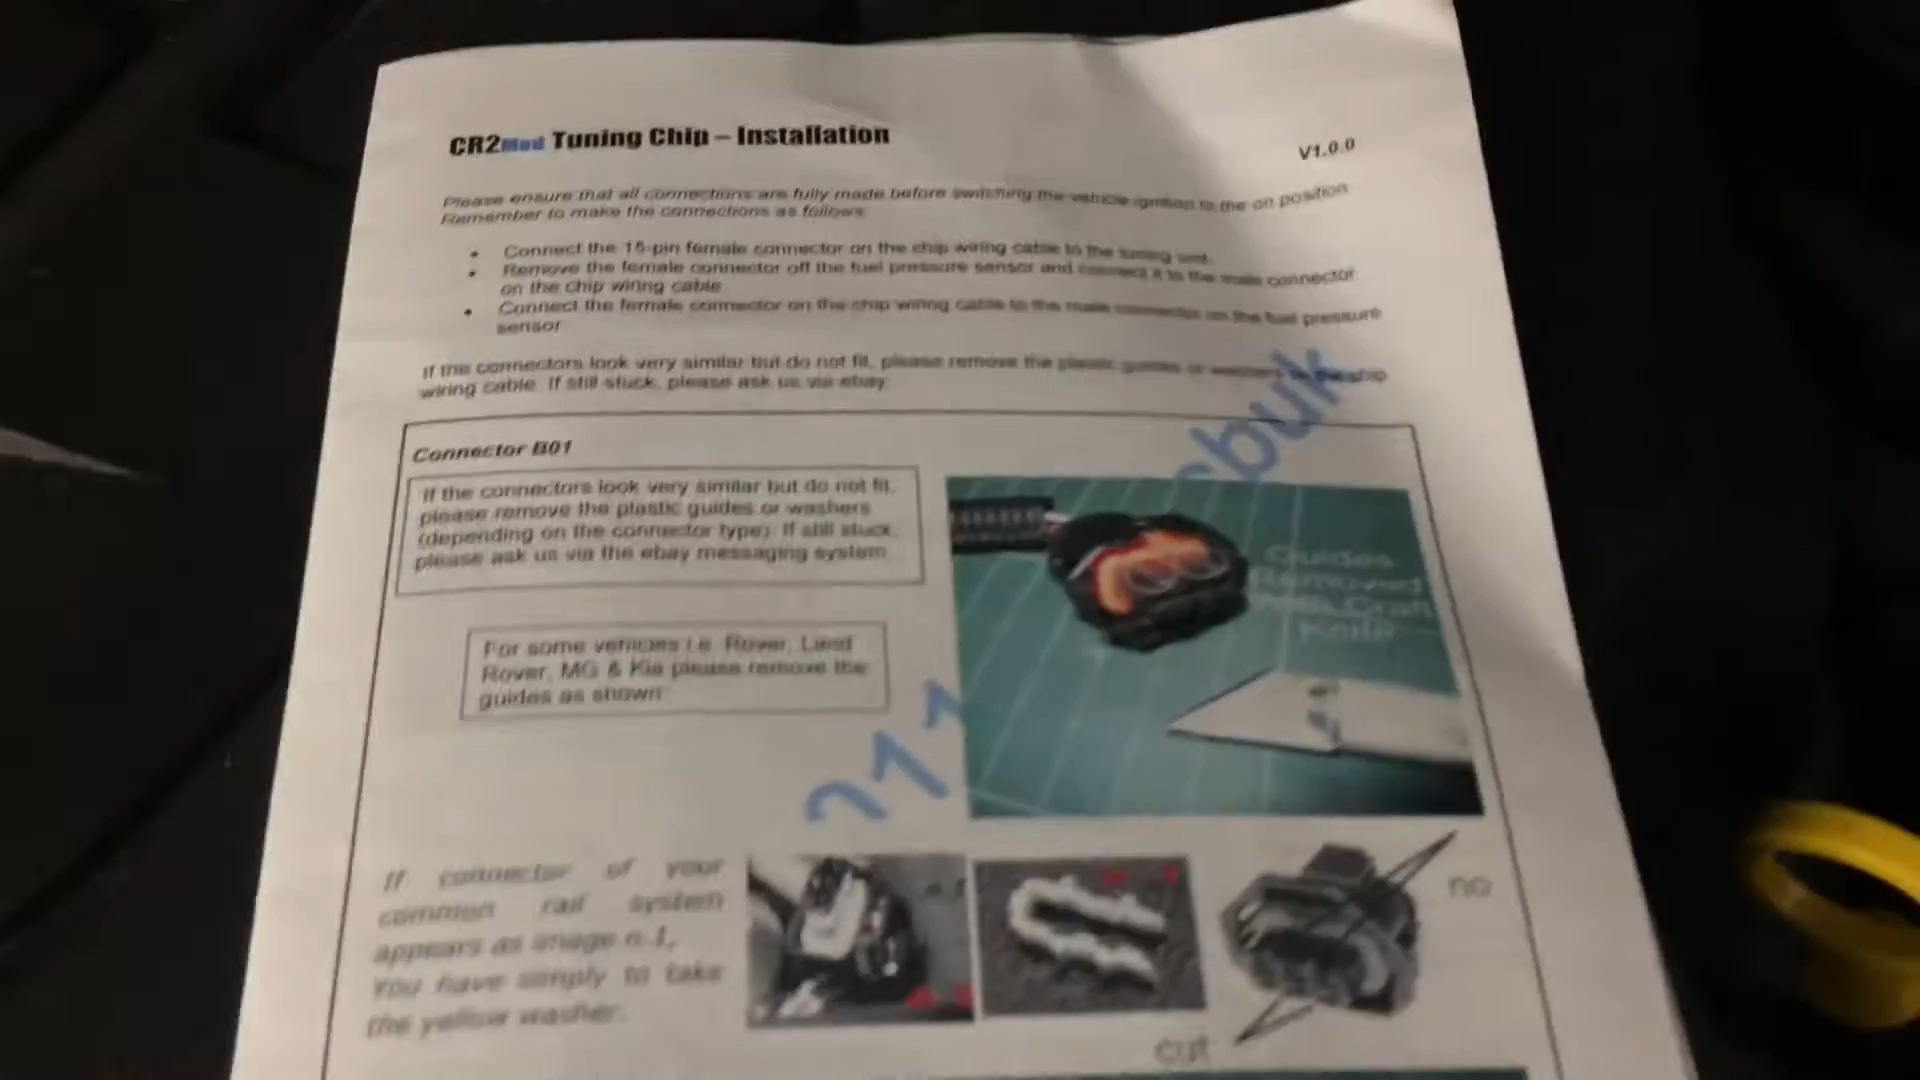 CR2Mod Tuning Chip – Installation
V1.0.0
Please ensure that all connections are fully made before switching the vehicle ignition to the on position
Remember to make the connections as follows:
Connect the 15-pin female connector on the chip wiring cable to the tuning unit.
Remove the female connector off the fuel pressure sensor and connect it to the male connector
on the chip wiring cable
Connect the female connector on the chip wiring cable to the male connector on the fuel pressure
sensor
If the connectors look very similar but do not fit, please remove the plastic guides or washers chip
wiring cable. If still stuck, please ask us via ebay
Connector B01
If the connectors look very similar but do not fit,
please remove the plastic guides or washers
(depending on the connector type). If still stuck,
please ask us via the ebay messaging system.
Guides
Removed
With Craft
Knife
For some vehicles i.e. Rover, Land
Rover, MG & Kia please remove the
guides as shown
If connector of your
common rail system
appears as image n.1,
You have simply to take
the yellow washer.
no
cut